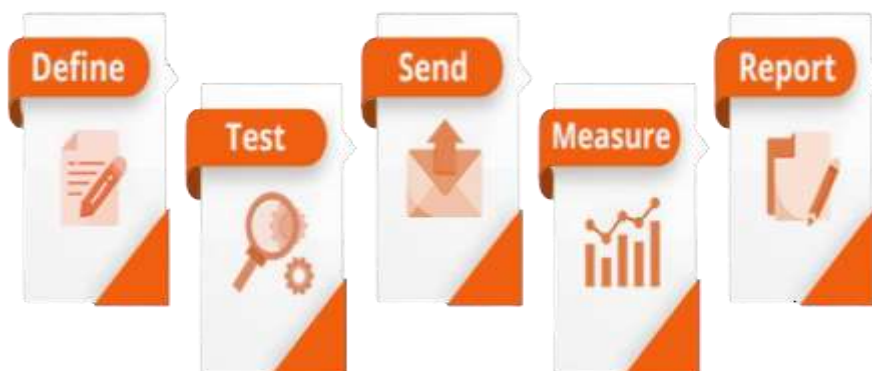 Define
Test
Send
Measure
Report